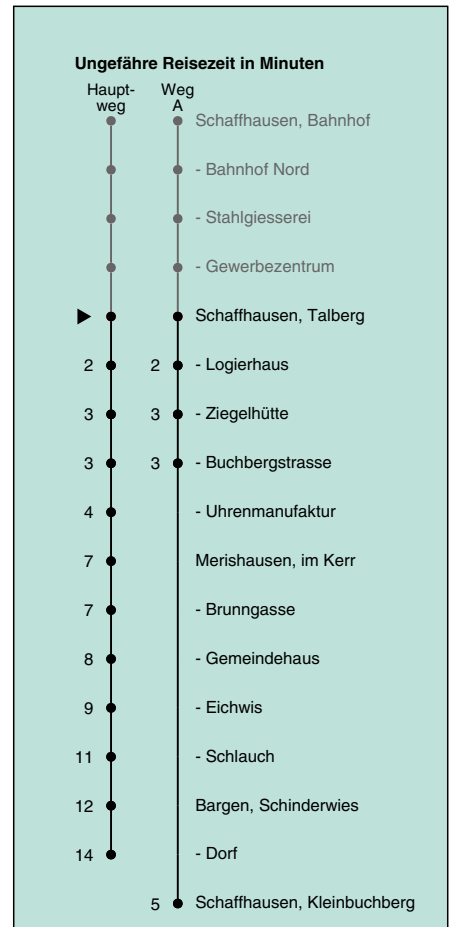 Ungefähre Reisezeit in Minuten
Haupt- Weg
weg A
Schaffhausen, Bahnhof
- Bahnhof Nord
- Stahlgiesserei
- Gewerbezentrum
Schaffhausen, Talberg
2 2 - Logierhaus
3 3 - Ziegelhütte
3 3 - Buchbergstrasse
4 - Uhrenmanufaktur
7 Merishausen, im Kerr
7 - Brunngasse
8 - Gemeindehaus
9 - Eichwis
11 - Schlauch
12 Bargen, Schinderwies
14 - Dorf
5 Schaffhausen, Kleinbuchberg